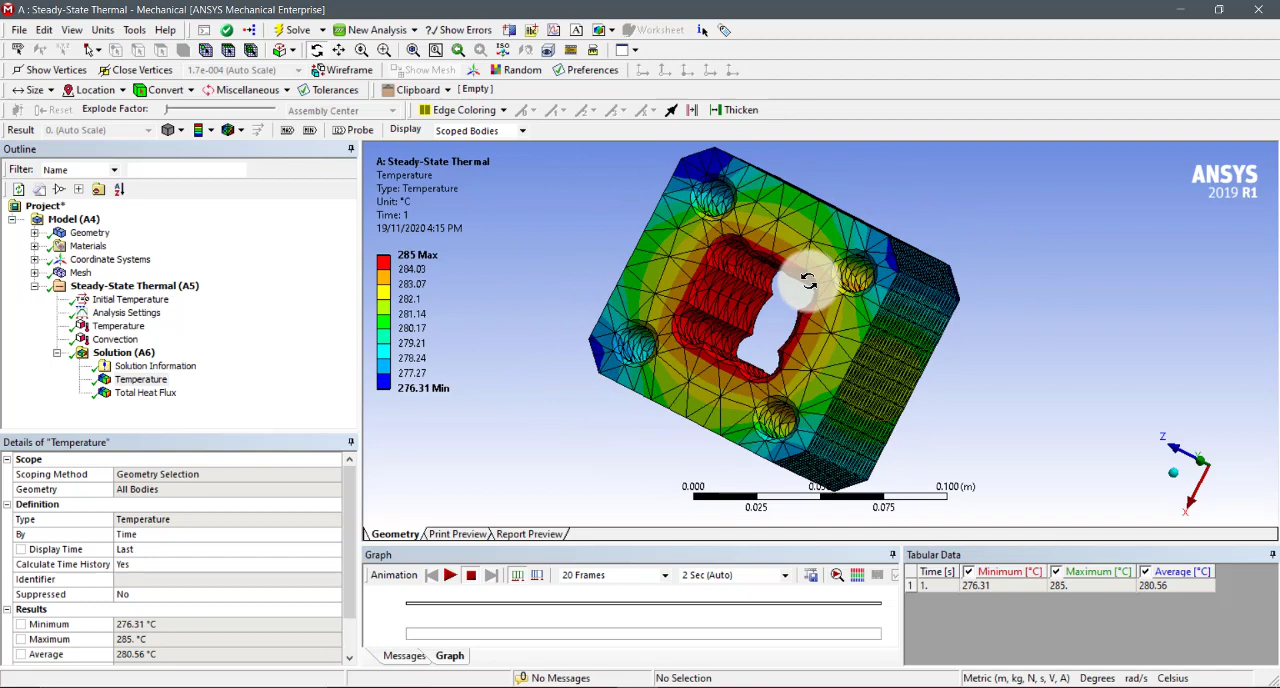 A : Steady-State Thermal - Mechanical [ANSYS Mechanical Enterprise]
File Edit View Units Tools Help Solve New Analysis ?/ Show Errors Worksheet
Show Vertices Close Vertices 1.7e-004 (Auto Scale) Wireframe Show Mesh Random Preferences
Size Location Convert Miscellaneous Tolerances Clipboard [Empty]
Reset Explode Factor: Assembly Center Edge Coloring Thicken
Result 0. (Auto Scale) Probe Display Scoped Bodies
Outline
Filter: Name
Project*
Model (A4)
Geometry
Materials
Coordinate Systems
Mesh
Steady-State Thermal (A5)
Initial Temperature
Analysis Settings
Temperature
Convection
Solution (A6)
Solution Information
Temperature
Total Heat Flux
Details of "Temperature"
Scope
Scoping Method Geometry Selection
Geometry All Bodies
Definition
Type Temperature
By Time
Display Time Last
Calculate Time History Yes
Identifier
Suppressed No
Results
Minimum 276.31 °C
Maximum 285. °C
Average 280.56 °C
A: Steady-State Thermal
Temperature
Type: Temperature
Unit: °C
Time: 1
19/11/2020 4:15 PM
285 Max
284.03
283.07
282.1
281.14
280.17
279.21
278.24
277.27
276.31 Min
ANSYS
2019 R1
0.000 0.100 (m)
0.025 0.075
Z
Y
X
Geometry Print Preview Report Preview
Graph
Animation 20 Frames 2 Sec (Auto)
Messages Graph
Tabular Data
Time [s] Minimum [°C] Maximum [°C] Average [°C]
1 1. 276.31 285. 280.56
No Messages No Selection Metric (m, kg, N, s, V, A) Degrees rad/s Celsius